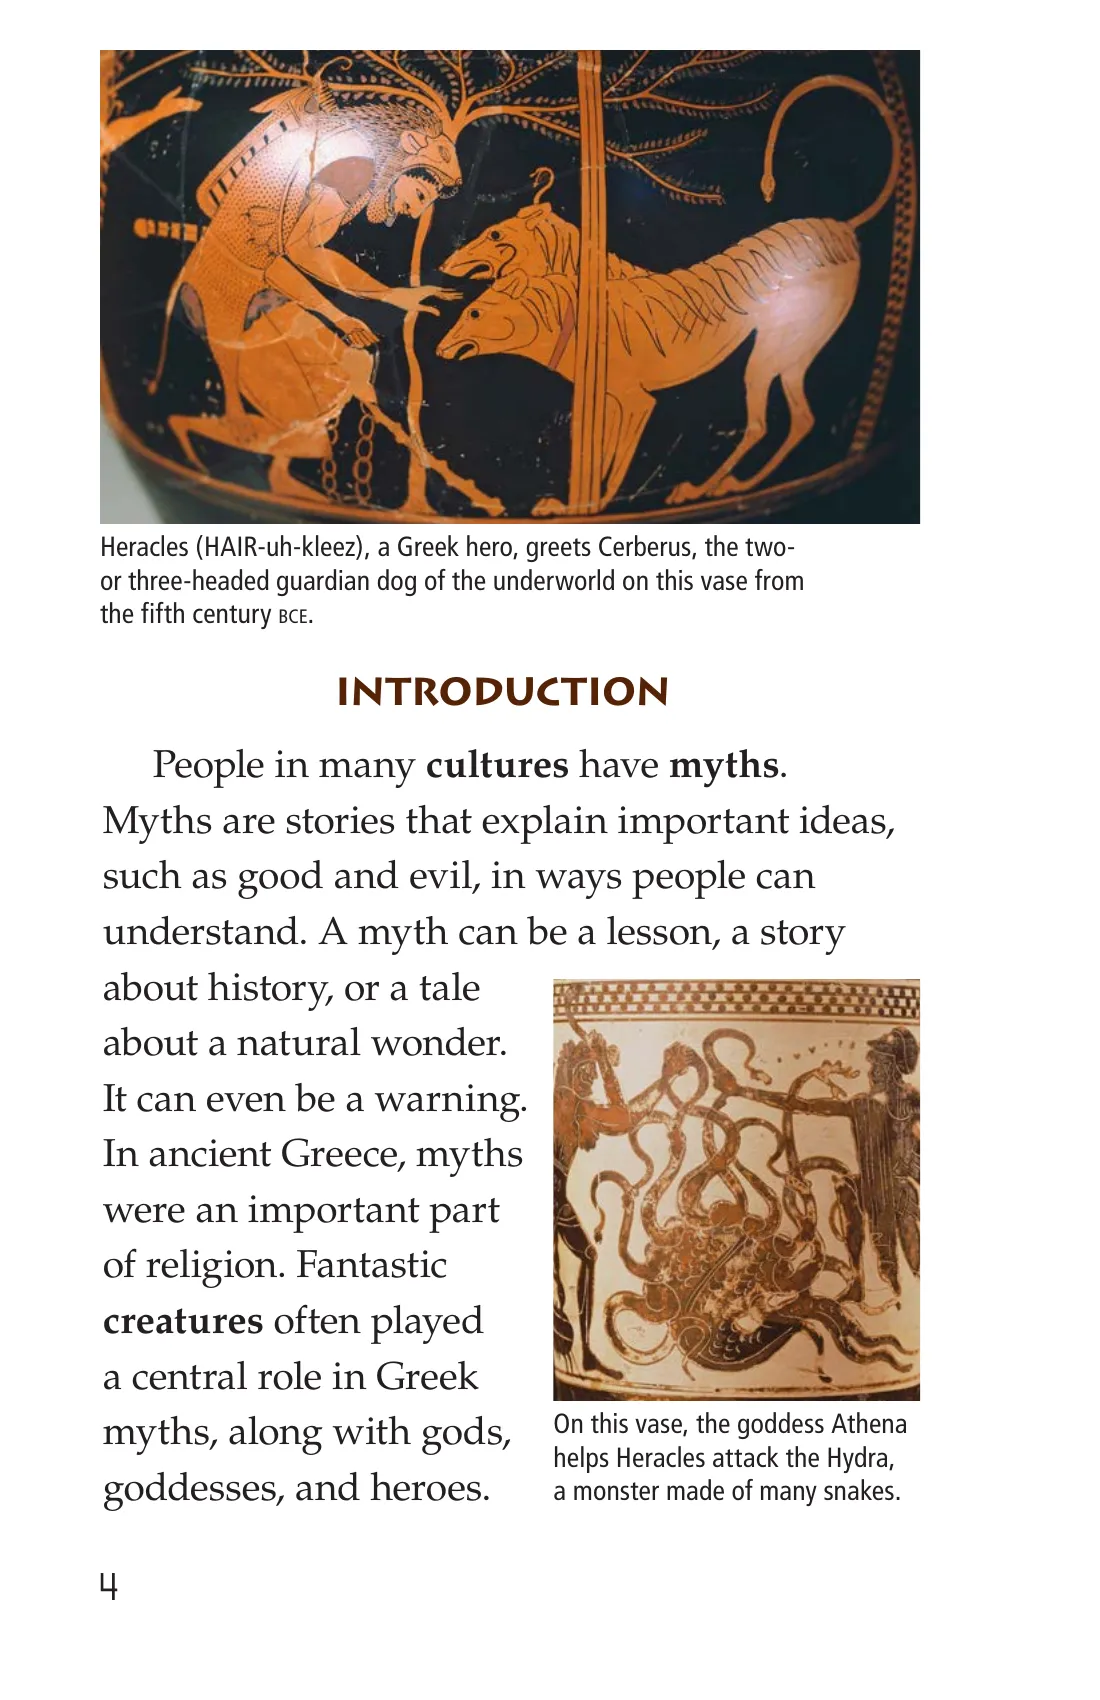 Heracles (HAIR-uh-kleez), a Greek hero, greets Cerberus, the two-
or three-headed guardian dog of the underworld on this vase from
the fifth century BCE.
INTRODUCTION
People in many cultures have myths.
Myths are stories that explain important ideas,
such as good and evil, in ways people can
understand. A myth can be a lesson, a story
about history, or a tale
about a natural wonder.
It can even be a warning.
In ancient Greece, myths
were an important part
of religion. Fantastic
creatures often played
a central role in Greek
myths, along with gods,
goddesses, and heroes.
On this vase, the goddess Athena
helps Heracles attack the Hydra,
a monster made of many snakes.
4